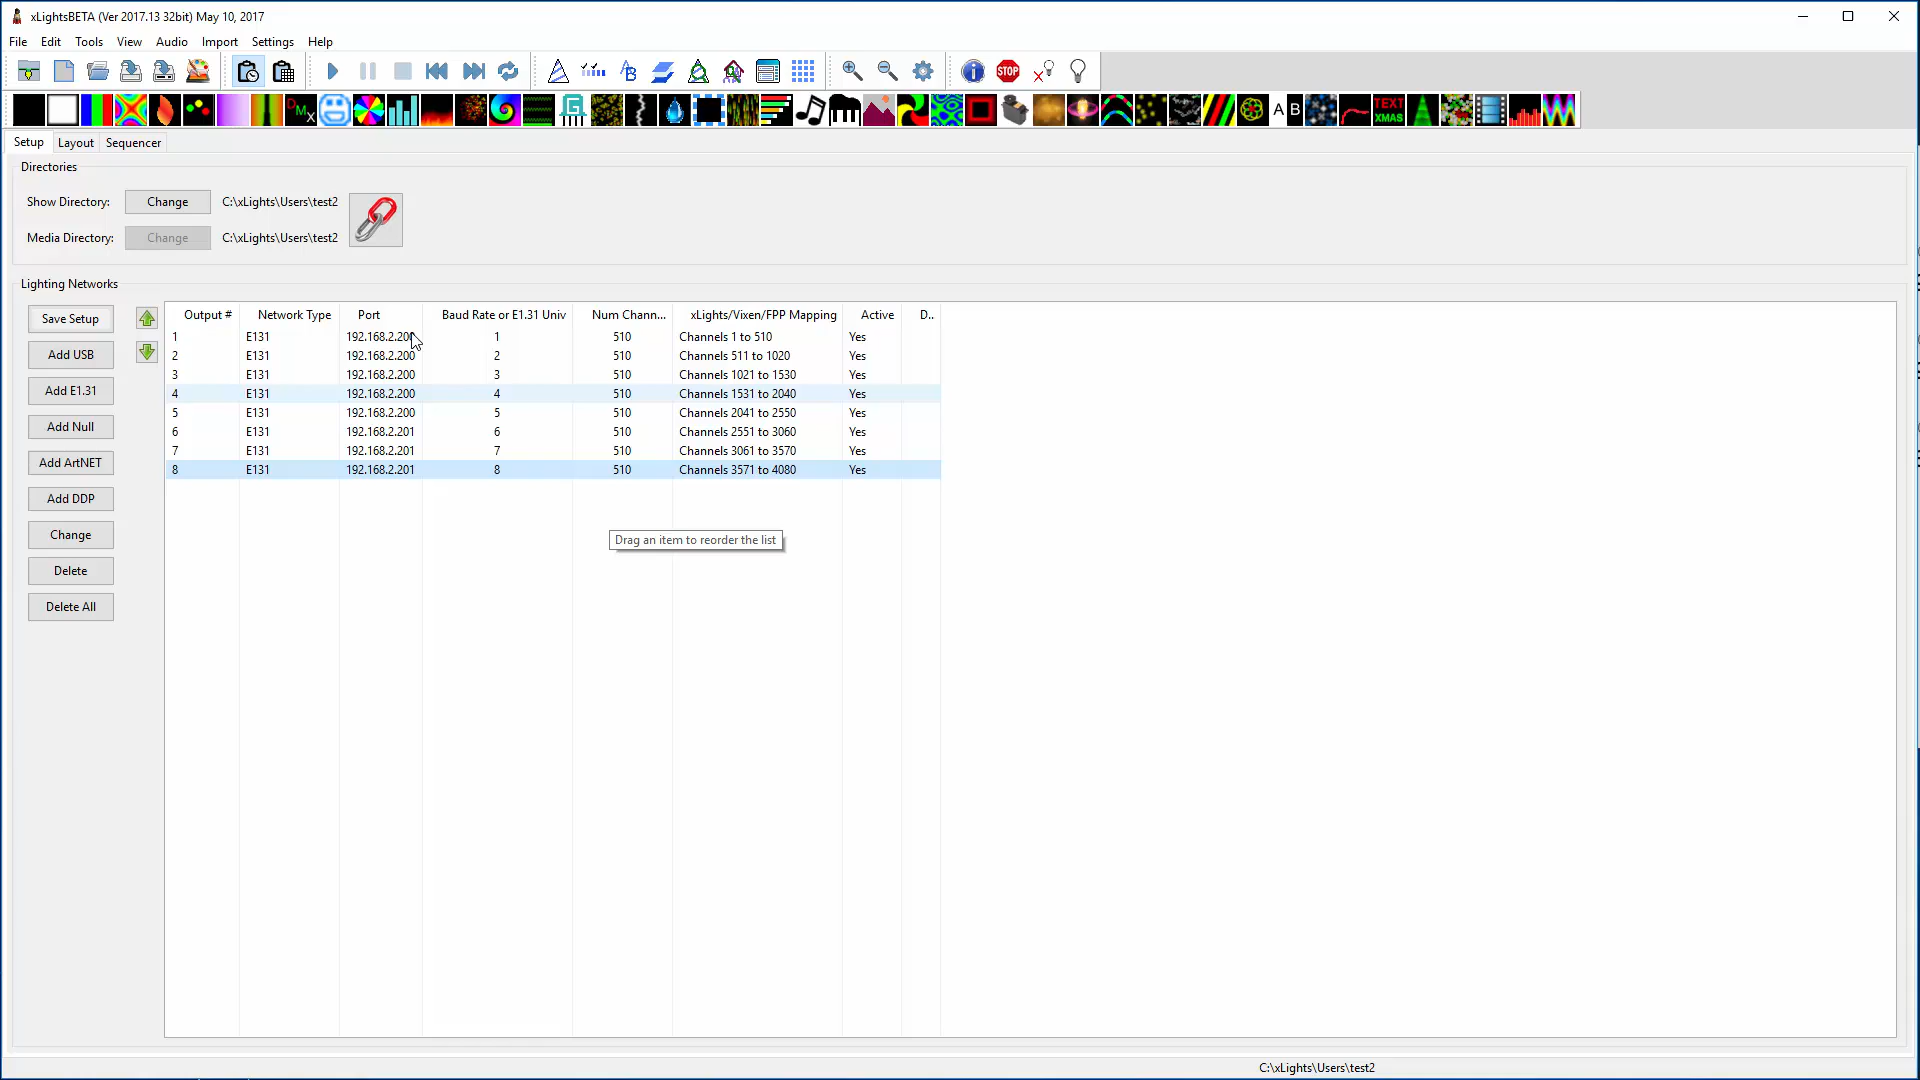 xLightsBETA (Ver 2017.13 32bit) May 10, 2017
File Edit Tools View Audio Import Settings Help
STOP
DMX A B TEXT XMAS
Setup Layout Sequencer
Directories
Show Directory: Change C:\xLights\Users\test2
Media Directory: Change C:\xLights\Users\test2
Lighting Networks
Save Setup
Add USB
Add E1.31
Add Null
Add ArtNET
Add DDP
Change
Delete
Delete All
Output # Network Type Port Baud Rate or E1.31 Univ Num Chann... xLights/Vixen/FPP Mapping Active D..
1 E131 192.168.2.200 1 510 Channels 1 to 510 Yes
2 E131 192.168.2.200 2 510 Channels 511 to 1020 Yes
3 E131 192.168.2.200 3 510 Channels 1021 to 1530 Yes
4 E131 192.168.2.200 4 510 Channels 1531 to 2040 Yes
5 E131 192.168.2.200 5 510 Channels 2041 to 2550 Yes
6 E131 192.168.2.201 6 510 Channels 2551 to 3060 Yes
7 E131 192.168.2.201 7 510 Channels 3061 to 3570 Yes
8 E131 192.168.2.201 8 510 Channels 3571 to 4080 Yes
Drag an item to reorder the list
C:\xLights\Users\test2